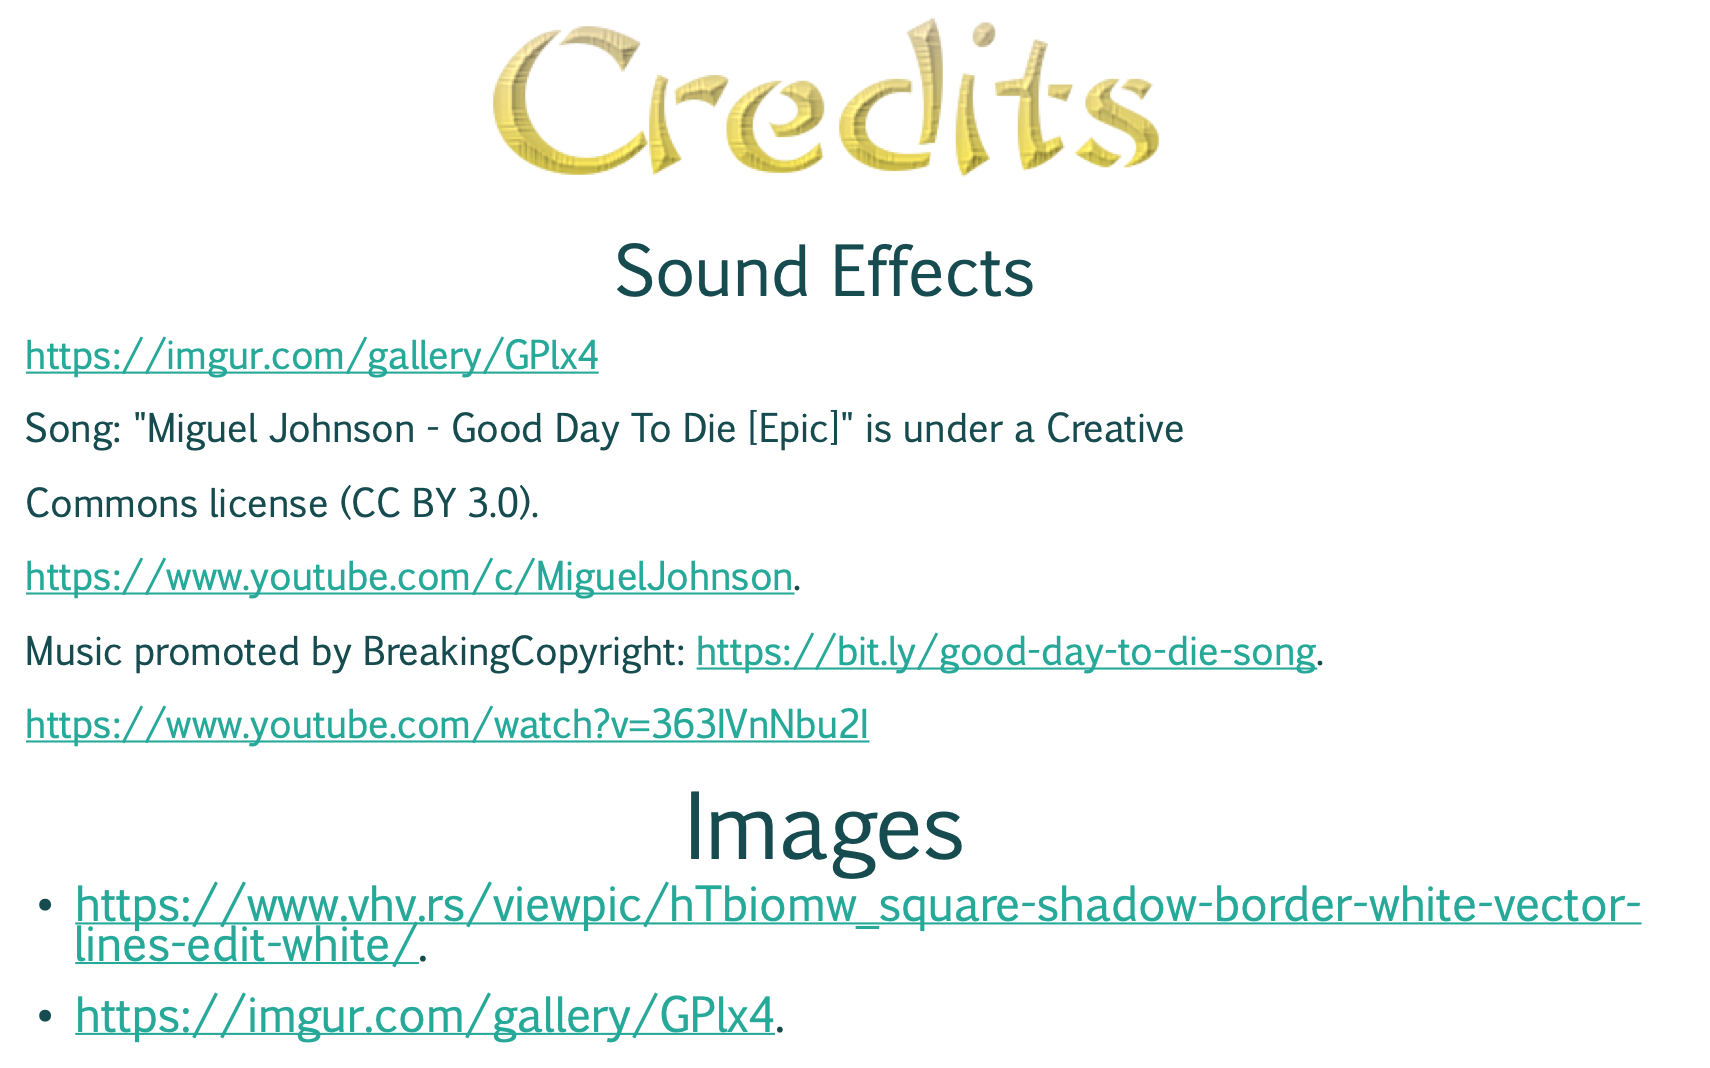 Credits
Sound Effects
https://imgur.com/gallery/GPlx4
Song: "Miguel Johnson - Good Day To Die [Epic]" is under a Creative
Commons license (CC BY 3.0).
https://www.youtube.com/c/MiguelJohnson.
Music promoted by BreakingCopyright: https://bit.ly/good-day-to-die-song.
https://www.youtube.com/watch?v=363IVnNbu2I
Images
• https://www.vhv.rs/viewpic/hTbiomw_square-shadow-border-white-vector-
lines-edit-white/.
• https://imgur.com/gallery/GPlx4.